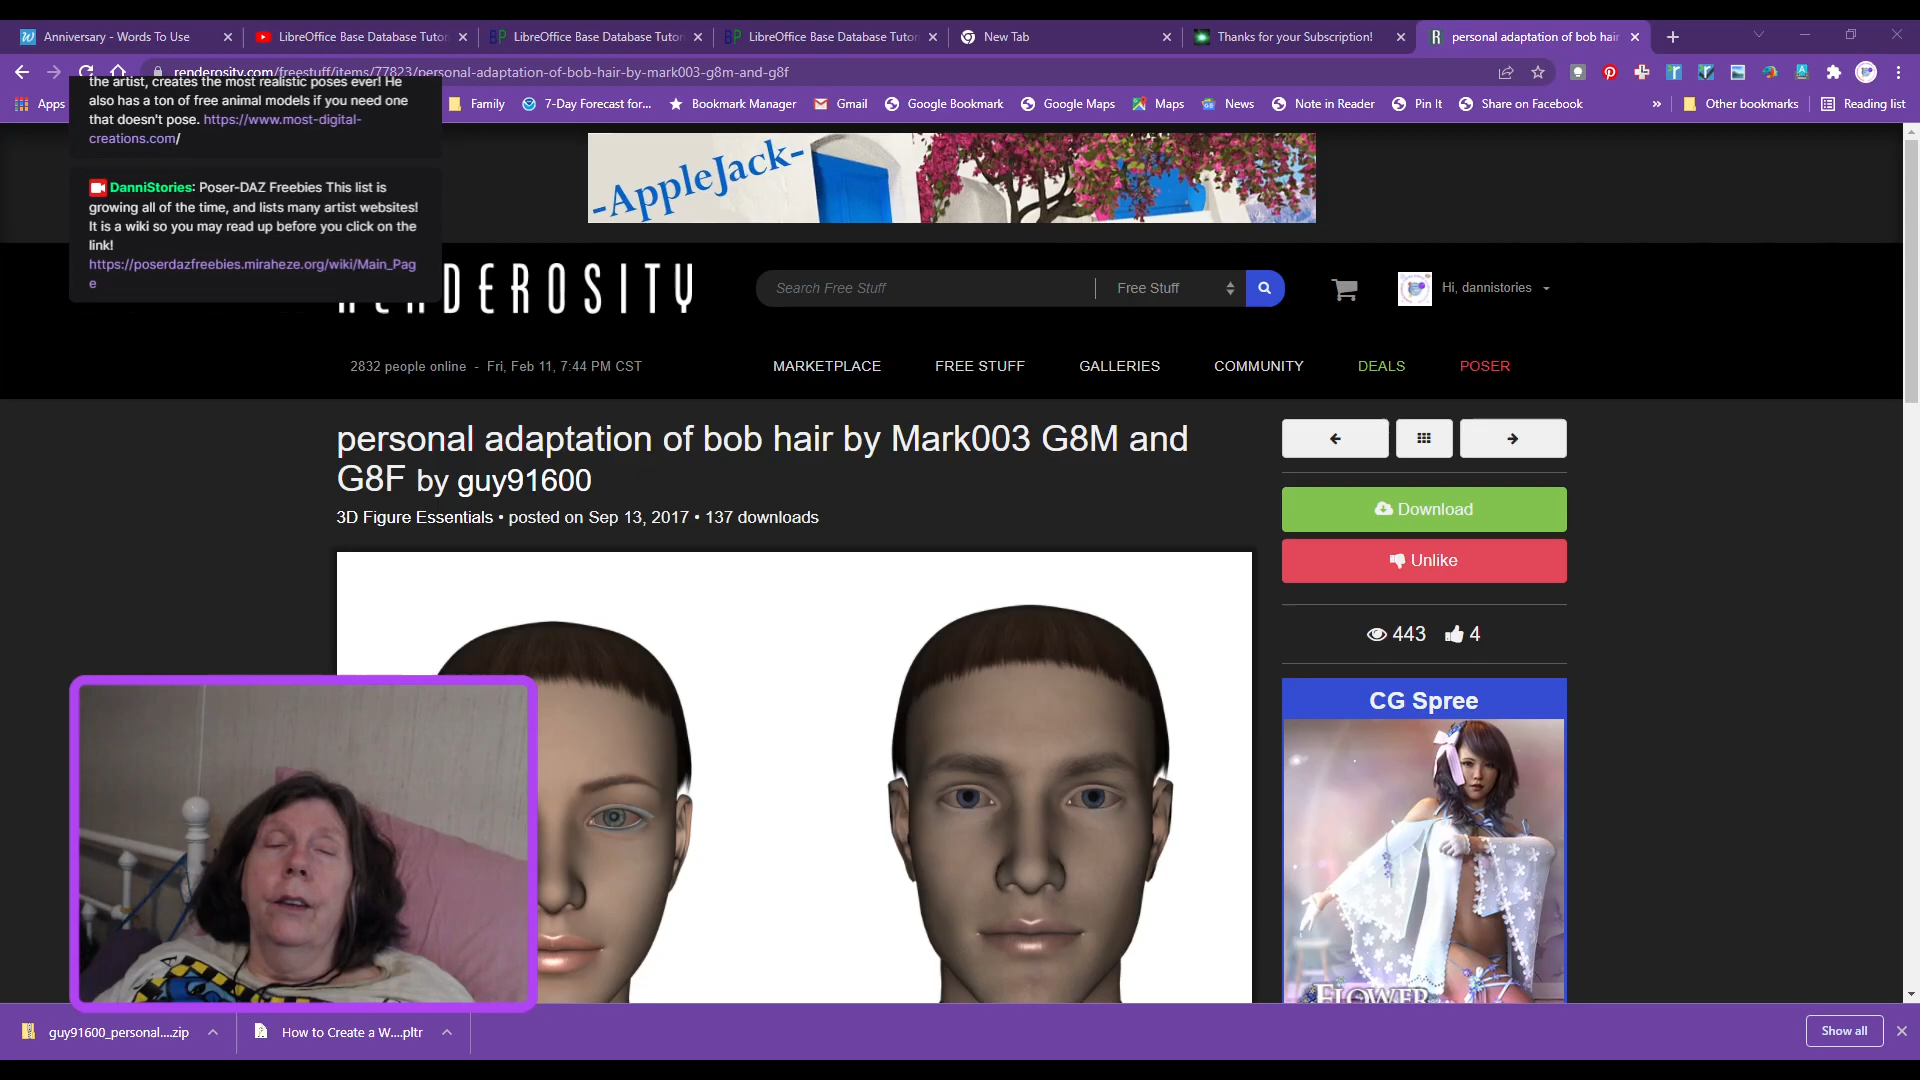 Anniversary - Words To Use
LibreOffice Base Database Tutor
LibreOffice Base Database Tutor
LibreOffice Base Database Tutor
New Tab
Thanks for your Subscription!
personal adaptation of bob hair
renderosity.com/freestuff/items/77823/personal-adaptation-of-bob-hair-by-mark003-g8m-and-g8f
Apps
Family
7-Day Forecast for...
Bookmark Manager
Gmail
Google Bookmark
Google Maps
Maps
News
Note in Reader
Pin It
Share on Facebook
»
Other bookmarks
Reading list
the artist, creates the most realistic poses ever! He
also has a ton of free animal models if you need one
that doesn't pose. https://www.most-digital-
creations.com/
DanniStories: Poser-DAZ Freebies This list is
growing all of the time, and lists many artist websites!
It is a wiki so you may read up before you click on the
link!
https://poserdazfreebies.miraheze.org/wiki/Main_Pag
e
-AppleJack-
RENDEROSITY
Search Free Stuff
Free Stuff
Hi, dannistories
2832 people online - Fri, Feb 11, 7:44 PM CST
MARKETPLACE
FREE STUFF
GALLERIES
COMMUNITY
DEALS
POSER
personal adaptation of bob hair by Mark003 G8M and
G8F by guy91600
3D Figure Essentials • posted on Sep 13, 2017 • 137 downloads
Download
Unlike
443
4
CG Spree
FLOWER
guy91600_personal....zip
How to Create a W....pltr
Show all